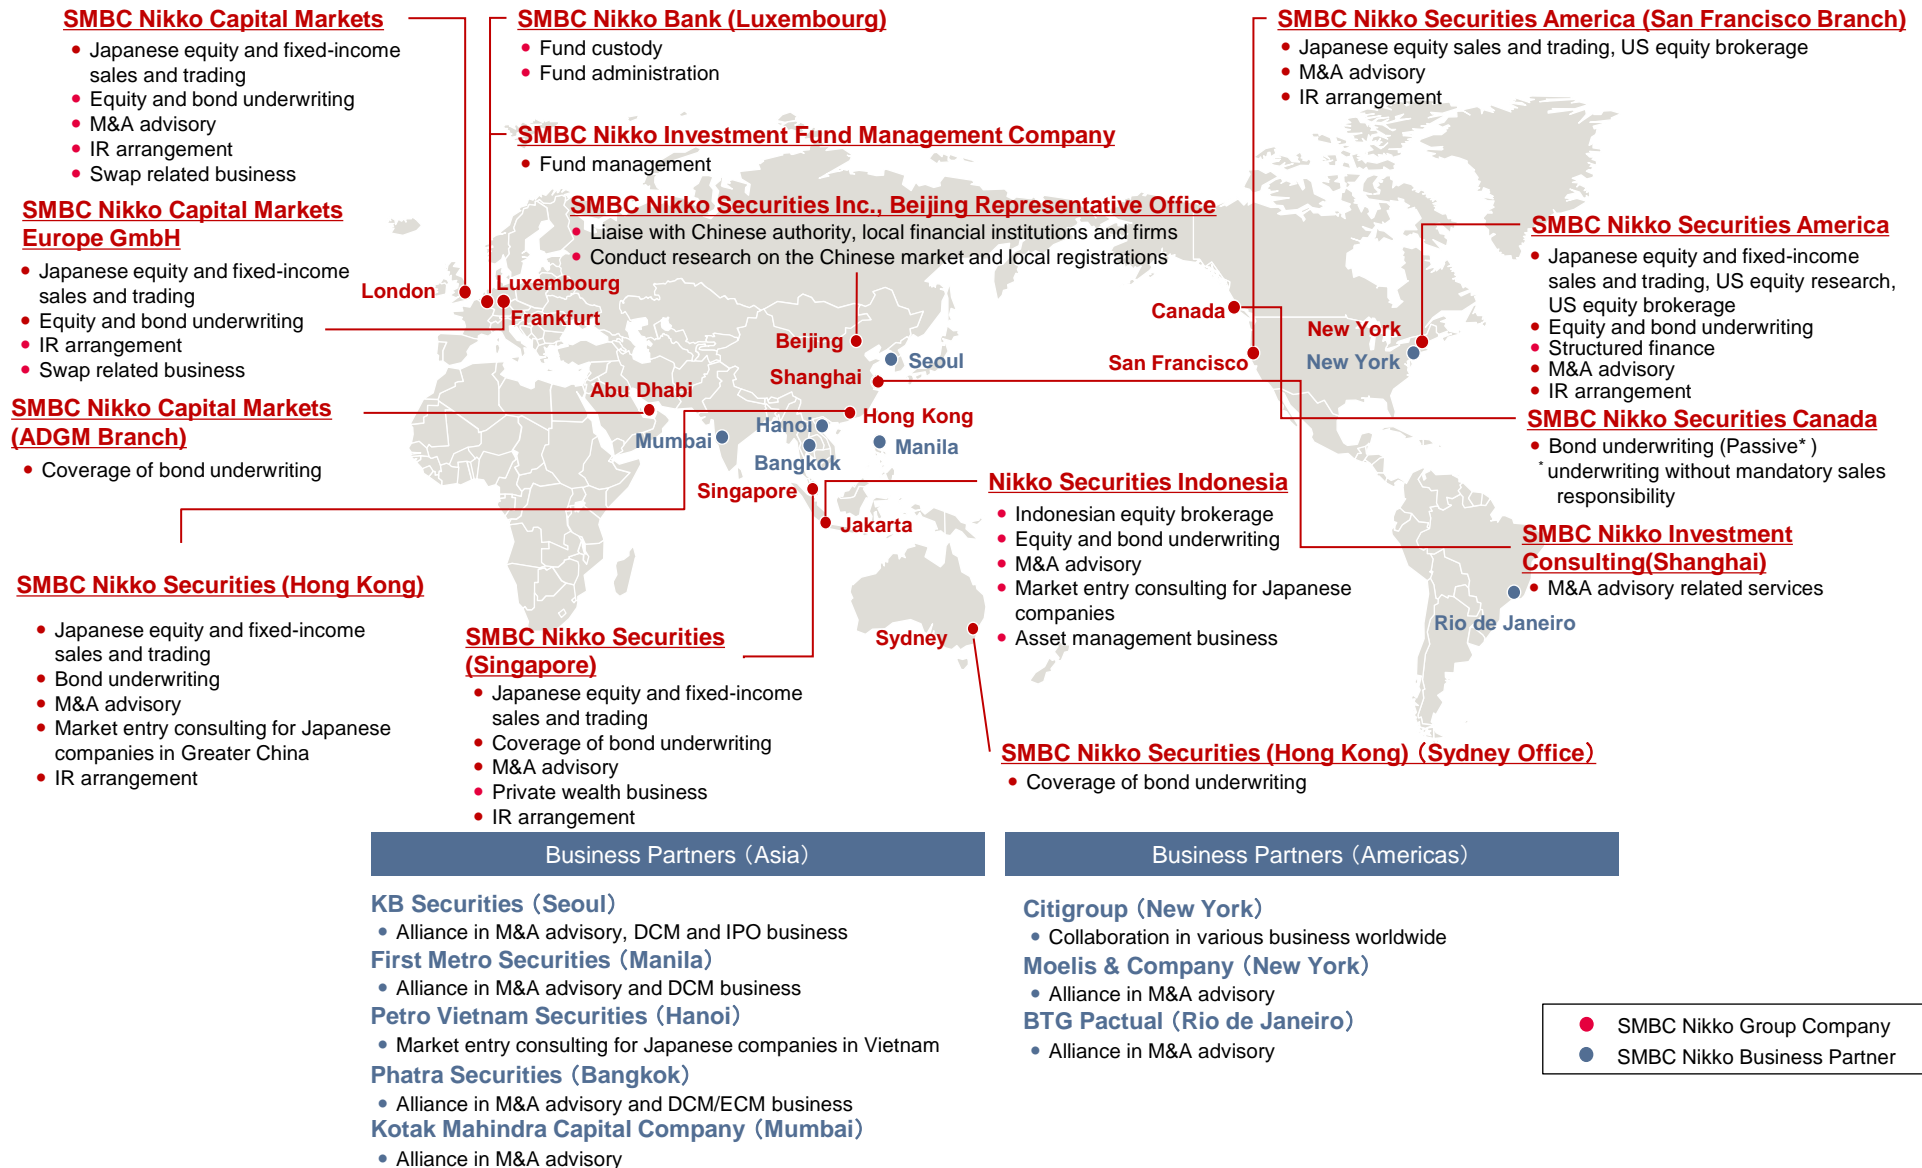 SMBC Nikko Capital Markets
• Japanese equity and fixed-income
sales and trading
• Equity and bond underwriting
• M&A advisory
• IR arrangement
• Swap related business
SMBC Nikko Bank (Luxembourg)
• Fund custody
• Fund administration
SMBC Nikko Investment Fund Management Company
• Fund management
SMBC Nikko Securities America (San Francisco Branch)
• Japanese equity sales and trading, US equity brokerage
• M&A advisory
• IR arrangement
SMBC Nikko Securities Inc., Beijing Representative Office
• Liaise with Chinese authority, local financial institutions and firms
• Conduct research on the Chinese market and local registrations
SMBC Nikko Capital Markets
Europe GmbH
• Japanese equity and fixed-income
sales and trading
• Equity and bond underwriting
• IR arrangement
• Swap related business
SMBC Nikko Securities America
• Japanese equity and fixed-income
sales and trading, US equity research,
US equity brokerage
• Equity and bond underwriting
• Structured finance
• M&A advisory
• IR arrangement
London
Luxembourg
Frankfurt
Beijing
Seoul
Shanghai
Abu Dhabi
Hong Kong
Mumbai
Hanoi
Manila
Bangkok
Singapore
Jakarta
Sydney
Canada
San Francisco
New York
New York
Rio de Janeiro
SMBC Nikko Capital Markets
(ADGM Branch)
• Coverage of bond underwriting
SMBC Nikko Securities Canada
• Bond underwriting (Passive* )
* underwriting without mandatory sales
responsibility
Nikko Securities Indonesia
• Indonesian equity brokerage
• Equity and bond underwriting
• M&A advisory
• Market entry consulting for Japanese
companies
• Asset management business
SMBC Nikko Investment
Consulting(Shanghai)
• M&A advisory related services
SMBC Nikko Securities (Hong Kong)
• Japanese equity and fixed-income
sales and trading
• Bond underwriting
• M&A advisory
• Market entry consulting for Japanese
companies in Greater China
• IR arrangement
SMBC Nikko Securities
(Singapore)
• Japanese equity and fixed-income
sales and trading
• Coverage of bond underwriting
• M&A advisory
• Private wealth business
• IR arrangement
SMBC Nikko Securities (Hong Kong)（Sydney Office）
• Coverage of bond underwriting
Business Partners（Asia）
KB Securities（Seoul）
• Alliance in M&A advisory, DCM and IPO business
First Metro Securities（Manila）
• Alliance in M&A advisory and DCM business
Petro Vietnam Securities（Hanoi）
• Market entry consulting for Japanese companies in Vietnam
Phatra Securities（Bangkok）
• Alliance in M&A advisory and DCM/ECM business
Kotak Mahindra Capital Company（Mumbai）
• Alliance in M&A advisory
Business Partners（Americas）
Citigroup（New York）
• Collaboration in various business worldwide
Moelis & Company（New York）
• Alliance in M&A advisory
BTG Pactual（Rio de Janeiro）
• Alliance in M&A advisory
SMBC Nikko Group Company
SMBC Nikko Business Partner